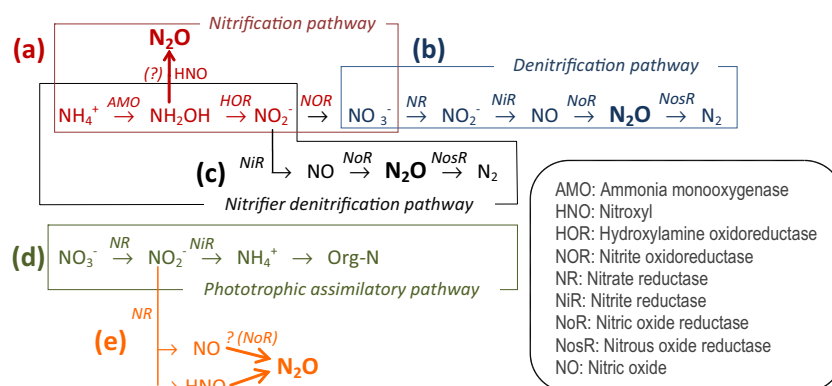 Nitrification pathway
(a) N₂O (b)
(?) HNO Denitrification pathway
NH₄⁺ AMO → NH₂OH HOR → NO₂⁻ NOR → NO₃⁻ NR → NO₂⁻ NiR → NO NoR → N₂O NosR → N₂
(c) NiR → NO NoR → N₂O NosR → N₂
Nitrifier denitrification pathway
(d) NO₃⁻ NR → NO₂⁻ NiR → NH₄⁺ → Org-N
Phototrophic assimilatory pathway
NR
(e) → NO ? (NoR) N₂O
→ HNO
AMO: Ammonia monooxygenase
HNO: Nitroxyl
HOR: Hydroxylamine oxidoreductase
NOR: Nitrite oxidoreductase
NR: Nitrate reductase
NiR: Nitrite reductase
NoR: Nitric oxide reductase
NosR: Nitrous oxide reductase
NO: Nitric oxide